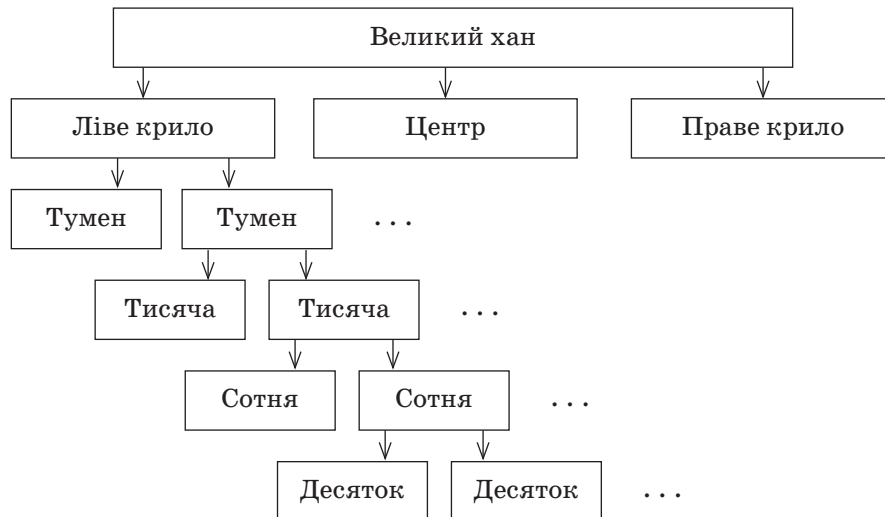 Великий хан
Ліве крило Центр Праве крило
Тумен Тумен ...
Тисяча Тисяча ...
Сотня Сотня ...
Десяток Десяток ...